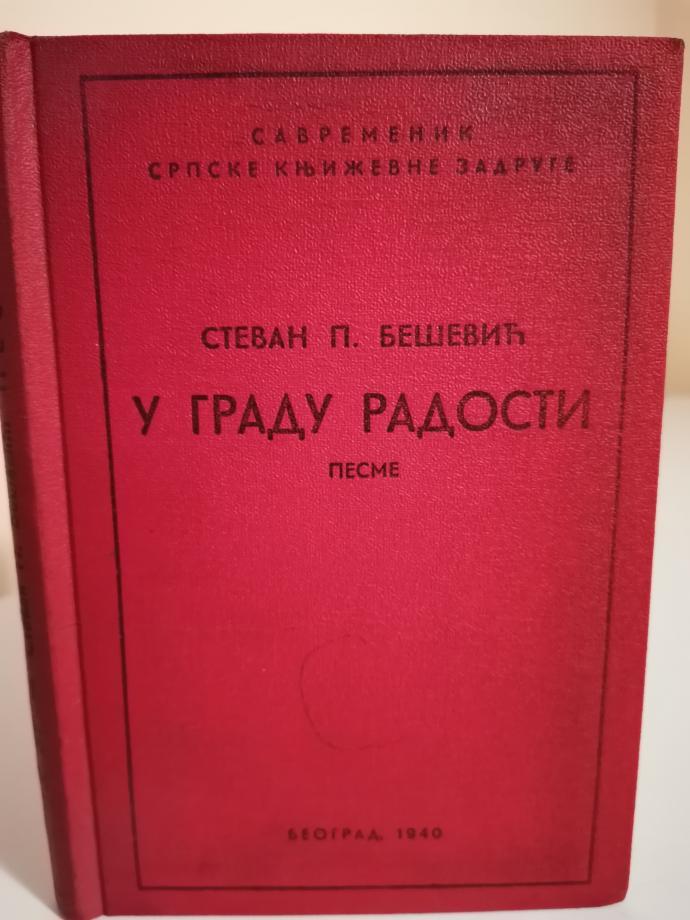 САВРЕМЕНИК
СРПСКЕ КЊИЖЕВНЕ ЗАДРУГЕ
СТЕВАН П. БЕШЕВИЋ
У ГРАДУ РАДОСТИ
ПЕСМЕ
БЕОГРАД, 1940